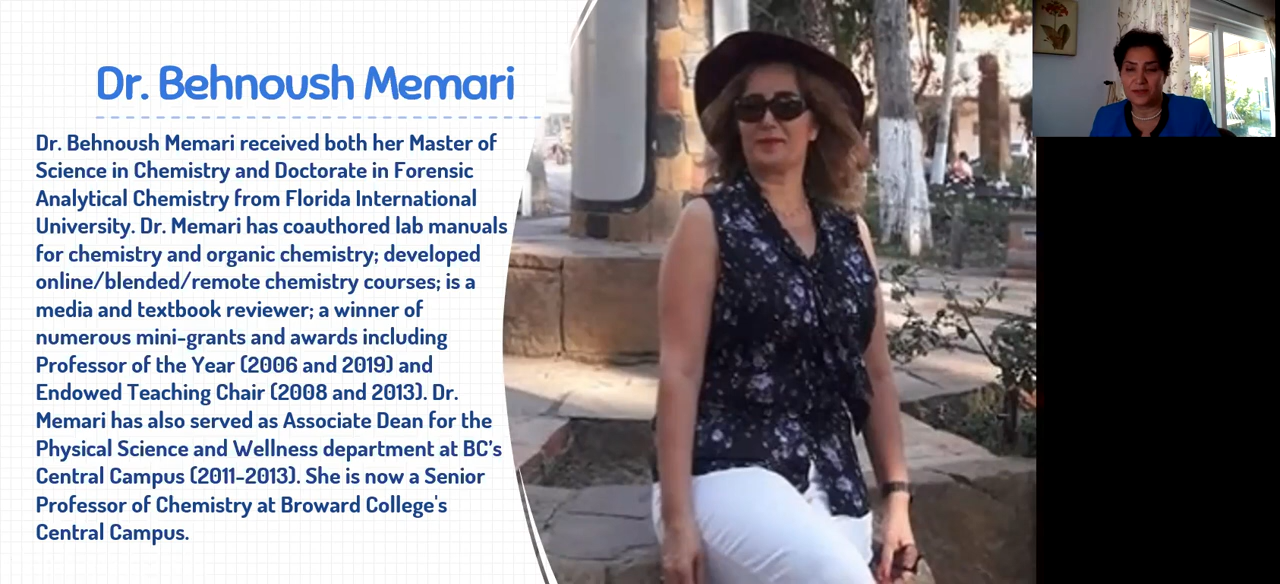 Dr. Behnoush Memari
Dr. Behnoush Memari received both her Master of
Science in Chemistry and Doctorate in Forensic
Analytical Chemistry from Florida International
University. Dr. Memari has coauthored lab manuals
for chemistry and organic chemistry; developed
online/blended/remote chemistry courses; is a
media and textbook reviewer; a winner of
numerous mini-grants and awards including
Professor of the Year (2006 and 2019) and
Endowed Teaching Chair (2008 and 2013). Dr.
Memari has also served as Associate Dean for the
Physical Science and Wellness department at BC’s
Central Campus (2011-2013). She is now a Senior
Professor of Chemistry at Broward College's
Central Campus.